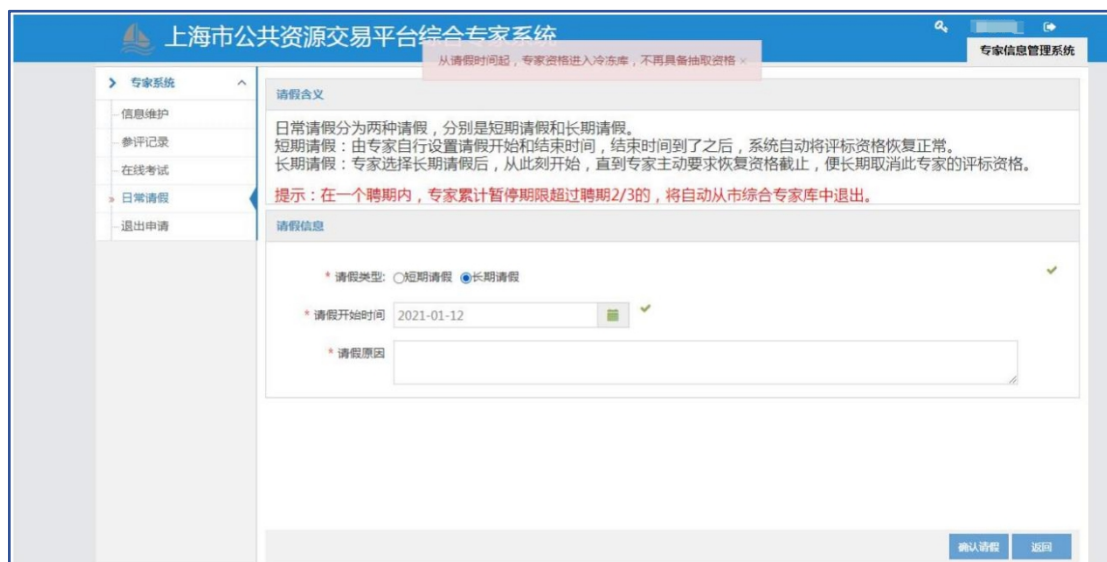 上海市公共资源交易平台综合专家系统
专家信息管理系统
从请假时间起，专家资格进入冷冻库，不再具备抽取资格 ×
专家系统
信息维护
参评记录
在线考试
» 日常请假
退出申请
请假含义
日常请假分为两种请假，分别是短期请假和长期请假。
短期请假：由专家自行设置请假开始和结束时间，结束时间到了之后，系统自动将评标资格恢复正常。
长期请假：专家选择长期请假后，从此刻开始，直到专家主动要求恢复资格截止，便长期取消此专家的评标资格。
提示：在一个聘期内，专家累计暂停期限超过聘期2/3的，将自动从市综合专家库中退出。
请假信息
* 请假类型: 短期请假 长期请假
* 请假开始时间 2021-01-12
* 请假原因
确认请假 返回